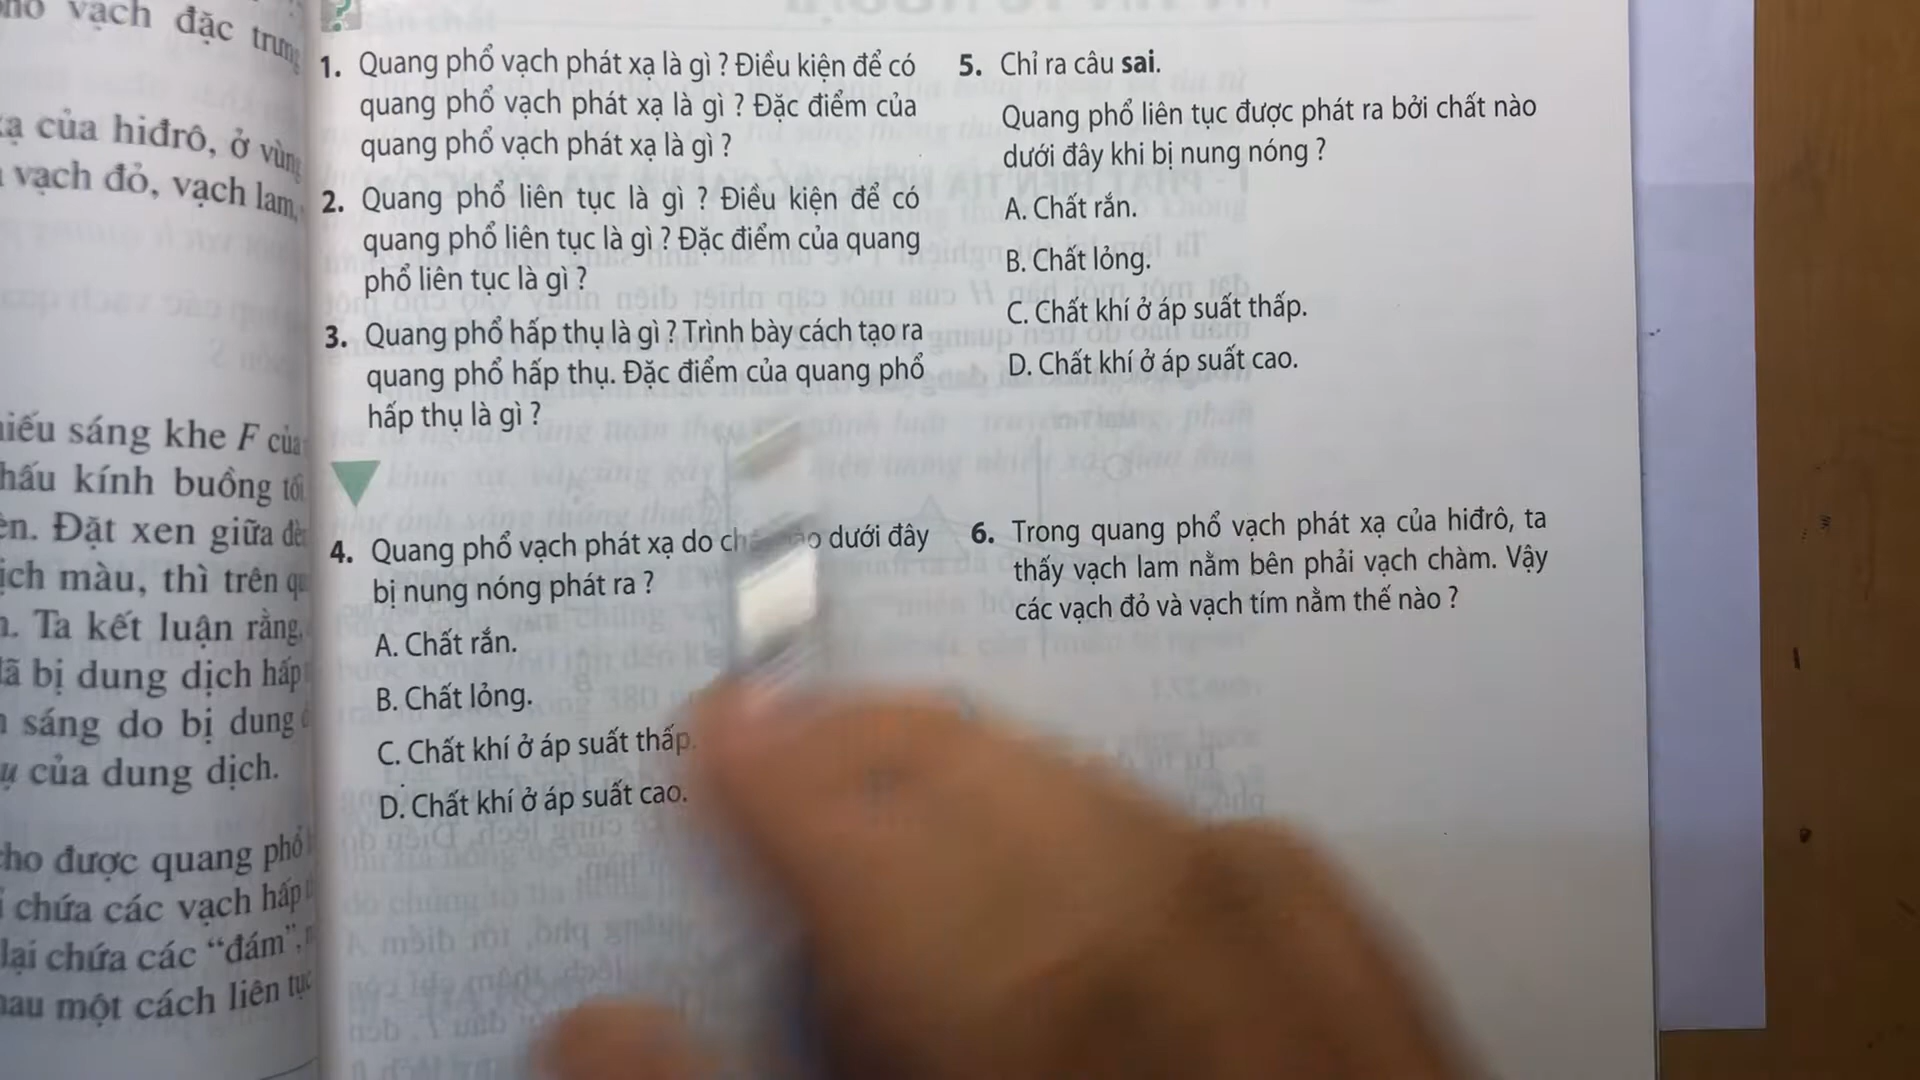 vạch đặc trưng
xạ của hiđrô, ở vùng
vạch đỏ, vạch lam,
hiếu sáng khe F của
hấu kính buồng tối
Đặt xen giữa đèn
màu, thì trên
Ta kết luận rằng,
bị dung dịch hấp
sáng do bị dung
của dung dịch.
cho được quang phổ
chứa các vạch hấp
lại chứa các “đám”,
nhau một cách liên tục
?
1. Quang phổ vạch phát xạ là gì ? Điều kiện để có
quang phổ vạch phát xạ là gì ? Đặc điểm của
quang phổ vạch phát xạ là gì ?
2. Quang phổ liên tục là gì ? Điều kiện để có
quang phổ liên tục là gì ? Đặc điểm của quang
phổ liên tục là gì ?
3. Quang phổ hấp thụ là gì ? Trình bày cách tạo ra
quang phổ hấp thụ. Đặc điểm của quang phổ
hấp thụ là gì ?
4. Quang phổ vạch phát xạ do dưới đây
bị nung nóng phát ra ?
A. Chất rắn.
B. Chất lỏng.
C. Chất khí ở áp suất thấp.
D. Chất khí ở áp suất cao.
5. Chỉ ra câu sai.
Quang phổ liên tục được phát ra bởi chất nào
dưới đây khi bị nung nóng ?
A. Chất rắn.
B. Chất lỏng.
C. Chất khí ở áp suất thấp.
D. Chất khí ở áp suất cao.
6. Trong quang phổ vạch phát xạ của hiđrô, ta
thấy vạch lam nằm bên phải vạch chàm. Vậy
các vạch đỏ và vạch tím nằm thế nào ?